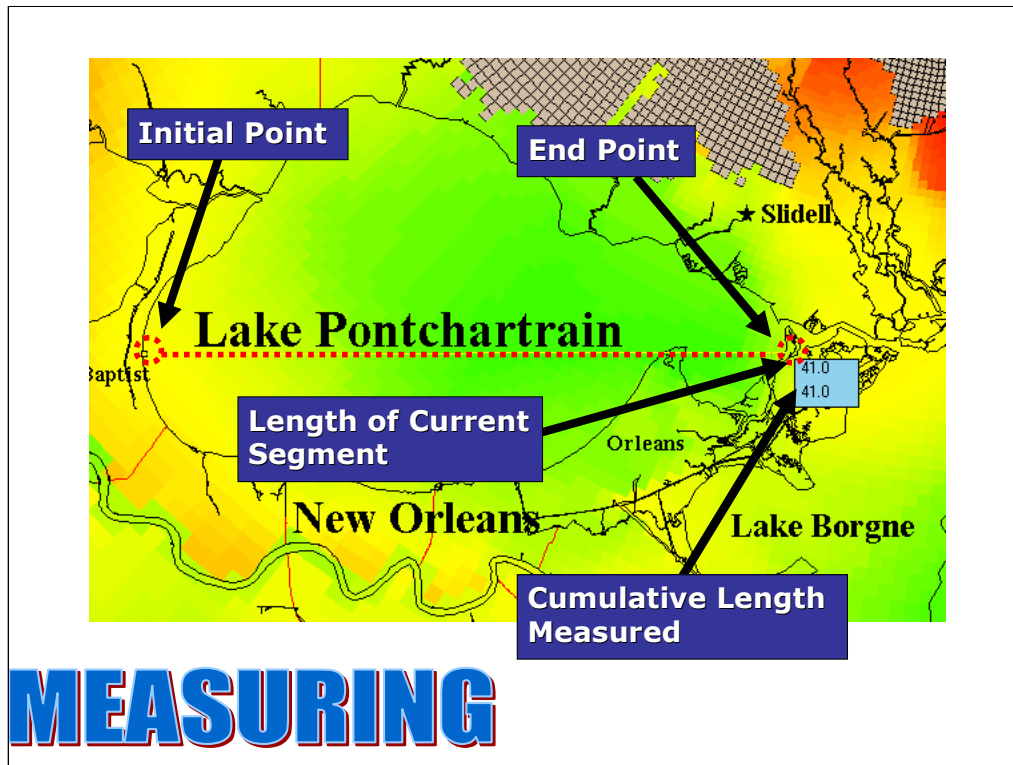 Initial Point
End Point
★ Slidell
Lake Pontchartrain
Baptist
41.0
41.0
Length of Current
Segment
Orleans
New Orleans
Lake Borgne
Cumulative Length
Measured
MEASURING